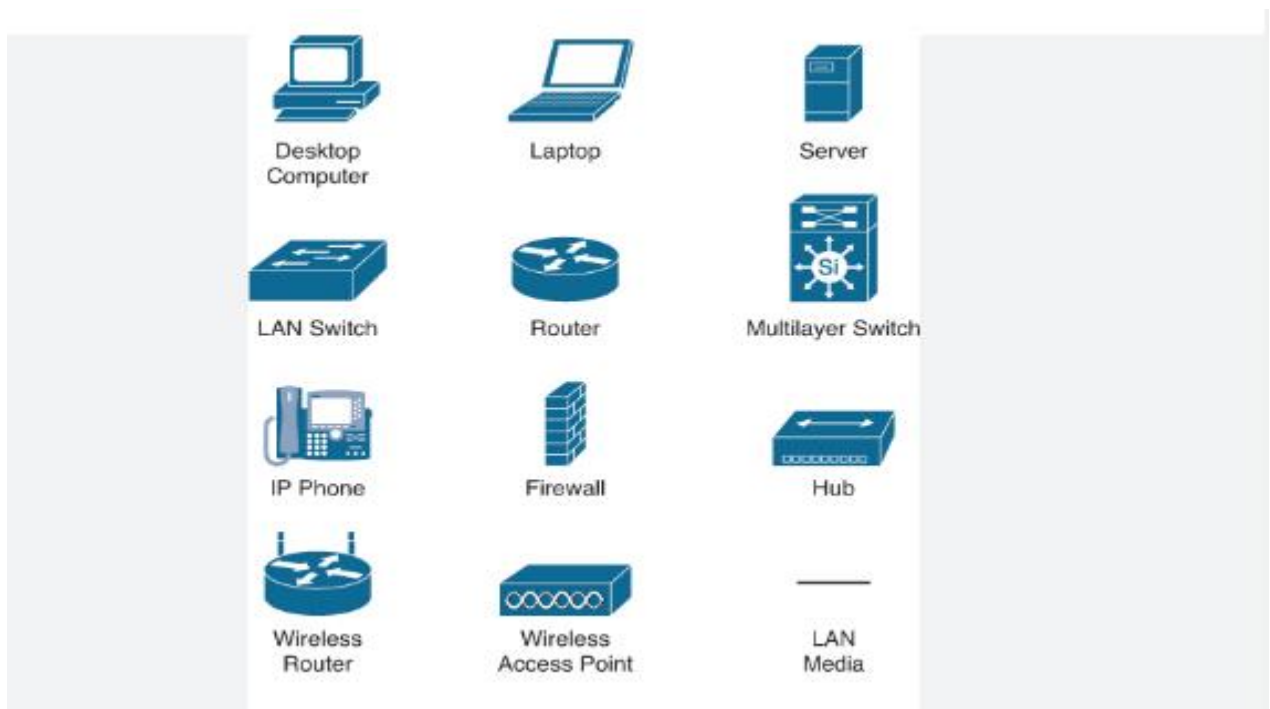 Desktop
Computer
Laptop
Server
LAN Switch
Router
Si
Multilayer Switch
IP Phone
Firewall
Hub
Wireless
Router
Wireless
Access Point
LAN
Media